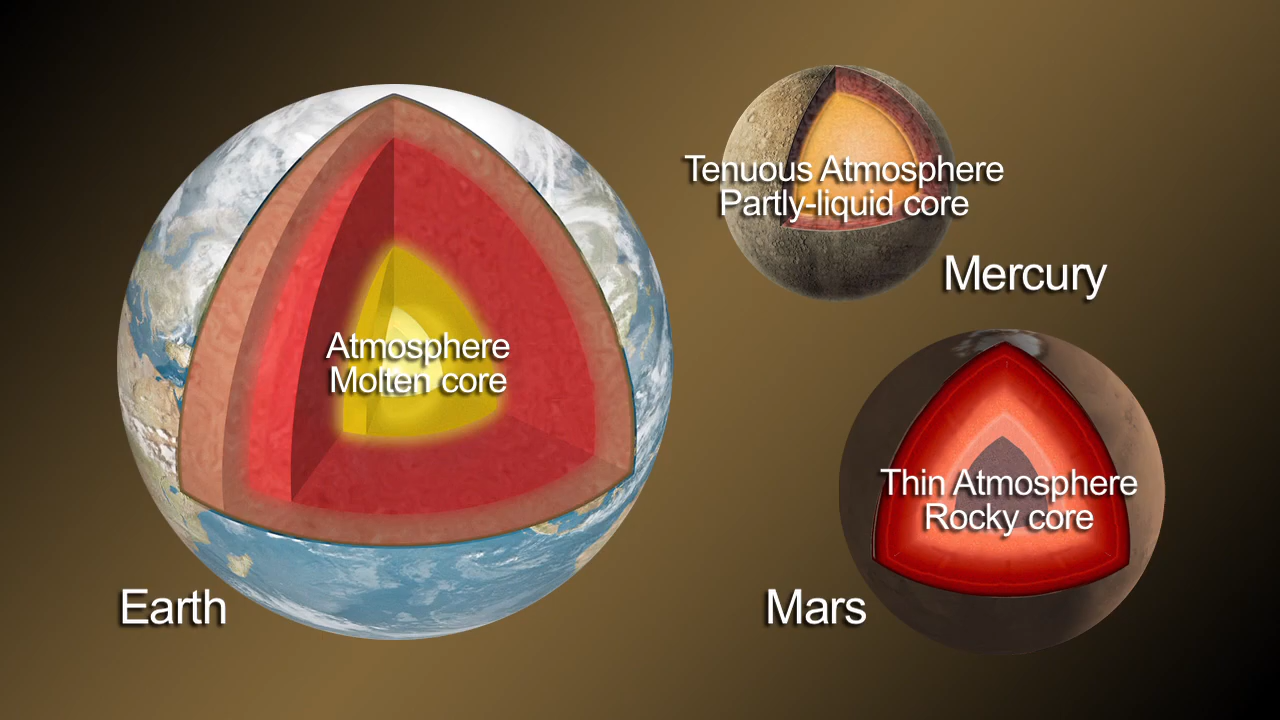 Tenuous Atmosphere
Partly-liquid core
Mercury
Atmosphere
Molten core
Earth
Thin Atmosphere
Rocky core
Mars